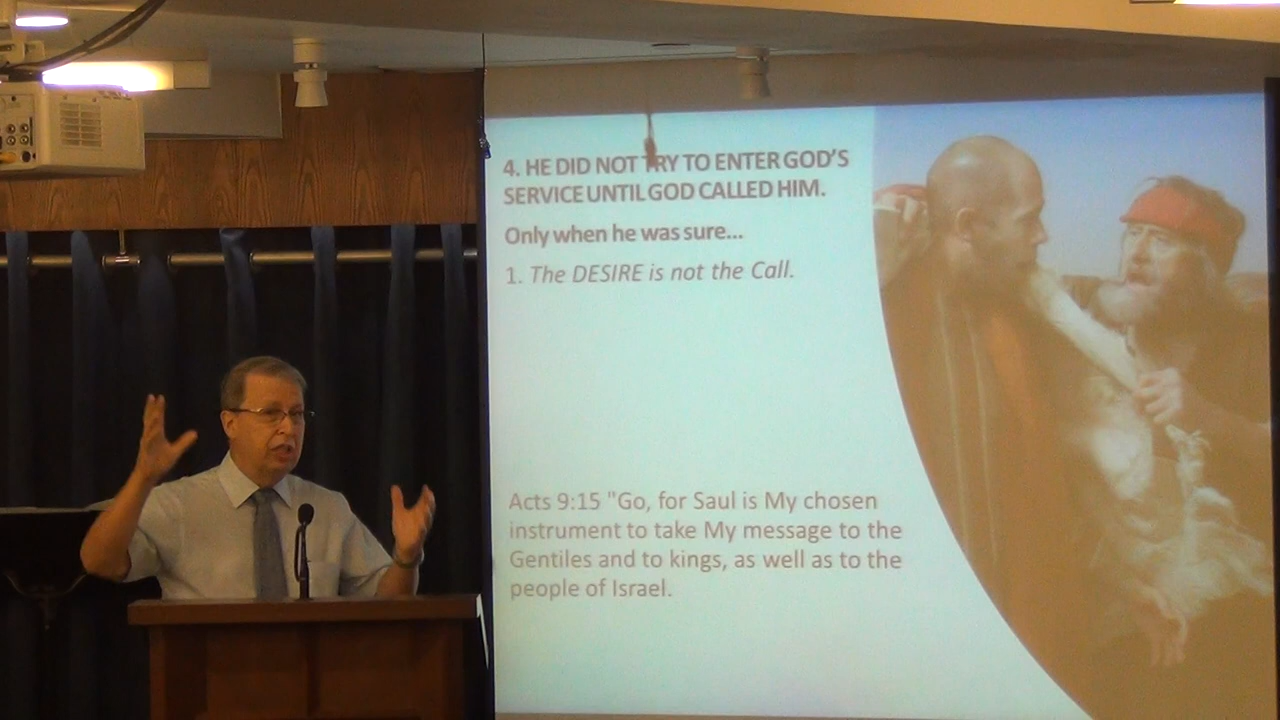 4. HE DID NOT TRY TO ENTER GOD'S
SERVICE UNTIL GOD CALLED HIM.
Only when he was sure...
1. The DESIRE is not the Call.
Acts 9:15 "Go, for Saul is My chosen
instrument to take My message to the
Gentiles and to kings, as well as to the
people of Israel.